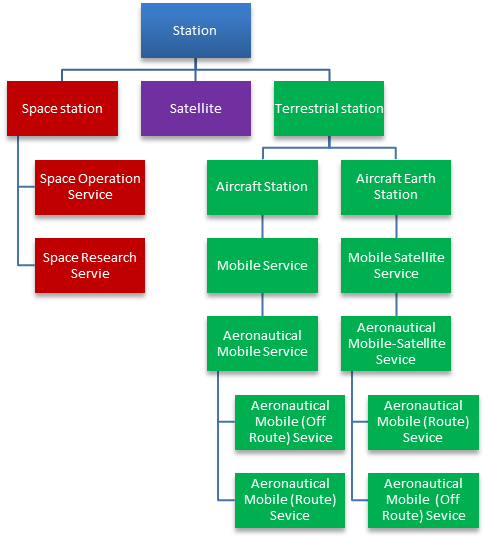 Station
Space station
Satellite
Terrestrial station
Space Operation
Service
Aircraft Station
Aircraft Earth
Station
Space Research
Servie
Mobile Service
Mobile Satellite
Service
Aeronautical
Mobile Service
Aeronautical
Mobile-Satellite
Sevice
Aeronautical
Mobile (Off
Route) Sevice
Aeronautical
Mobile (Route)
Sevice
Aeronautical
Mobile (Route)
Sevice
Aeronautical
Mobile (Off
Route) Sevice